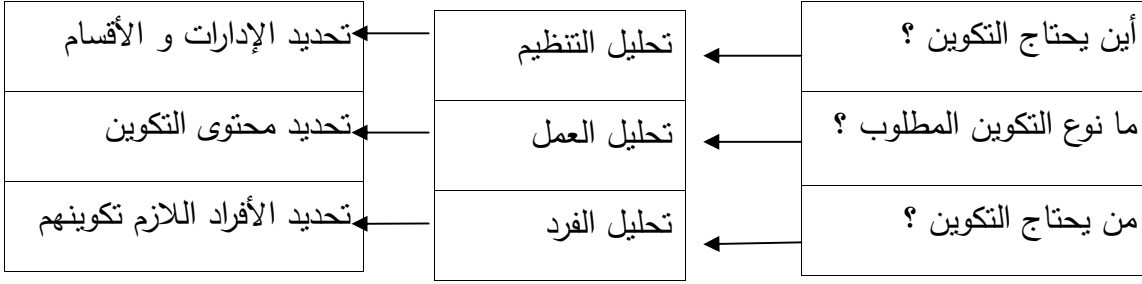 أين يحتاج التكوين ؟
تحليل التنظيم
تحديد الإدارات و الأقسام
ما نوع التكوين المطلوب ؟
تحليل العمل
تحديد محتوى التكوين
من يحتاج التكوين ؟
تحليل الفرد
تحديد الأفراد اللازم تكوينهم